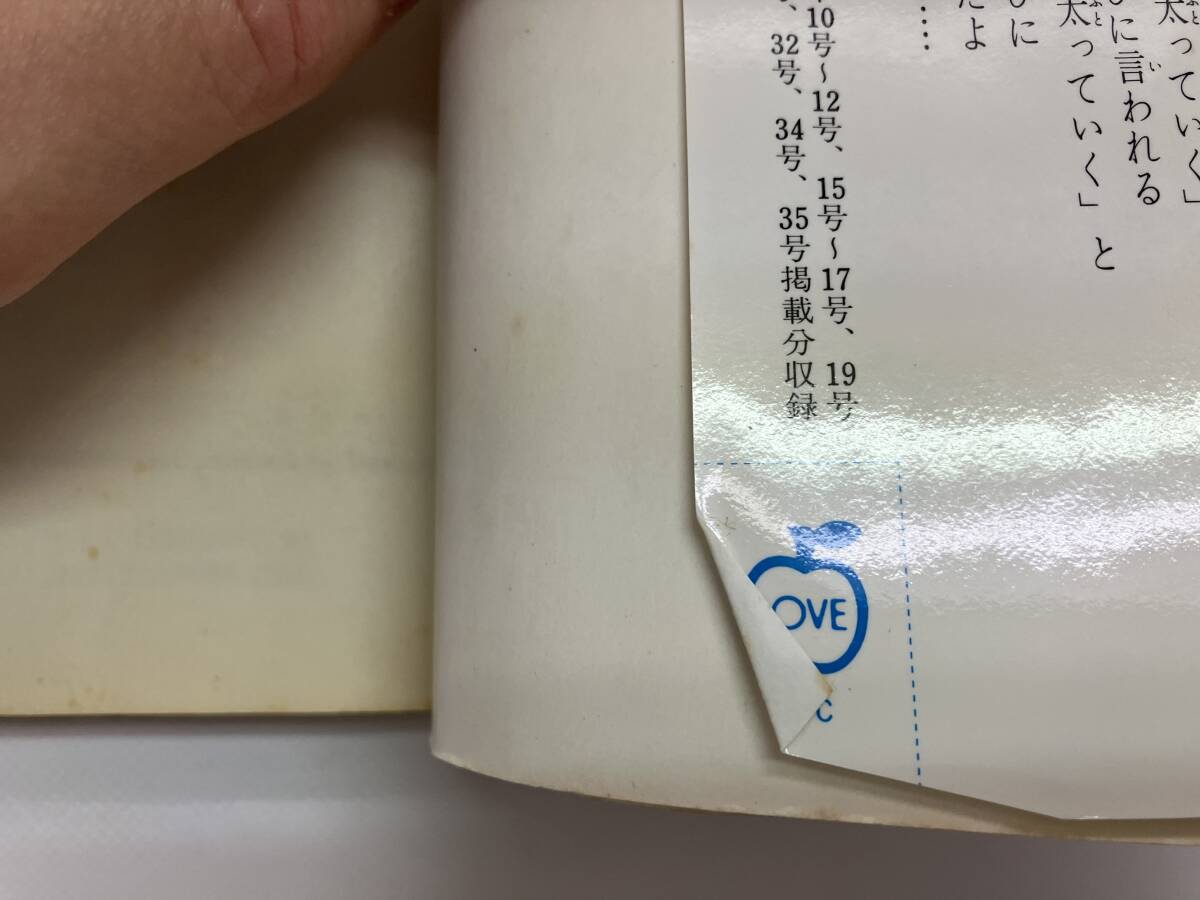 太っていく」
に言われる
太っていく」と
に
たよ
…
10号～12号、15号～17号、19号
32号、34号、35号掲載分収録
OVE
C